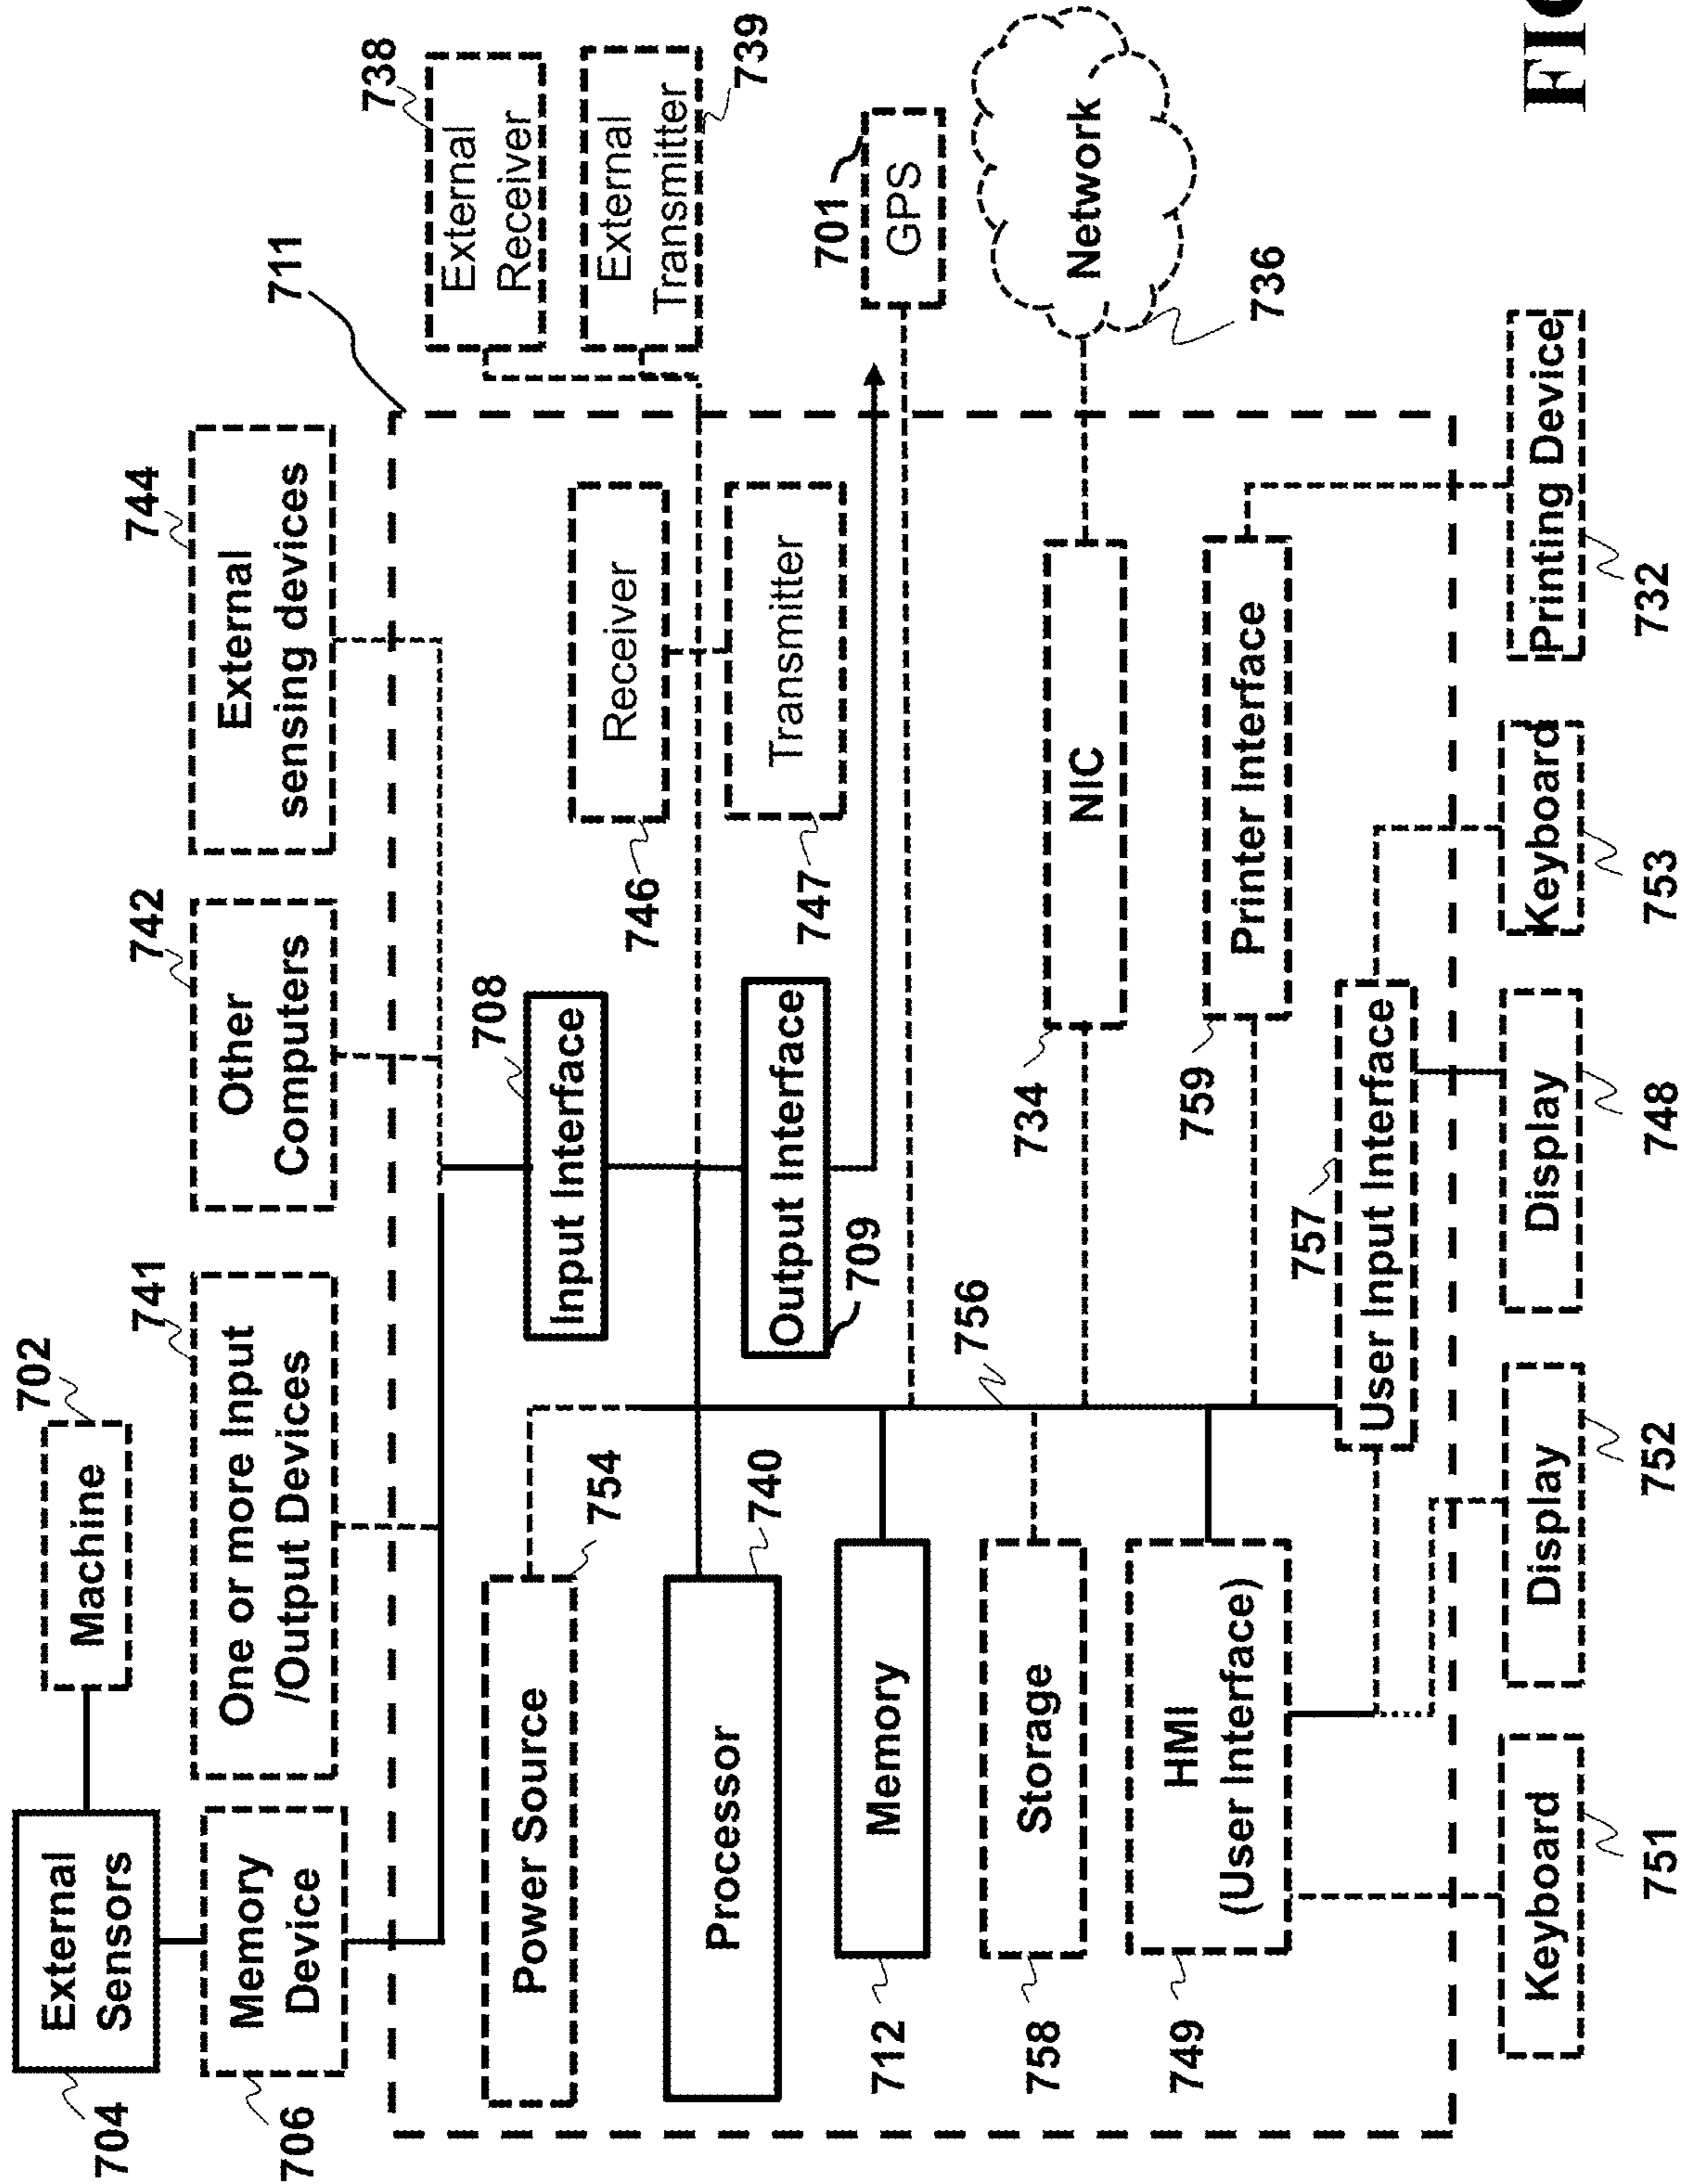 702
Machine
704
External
Sensors
706
Memory
Device
741
One or more Input
/Output Devices
742
Other
Computers
744
External
sensing devices
711
738
External
Receiver
External
Transmitter
739
701
GPS
Network
736
754
Power Source
740
Processor
712
Memory
758
Storage
749
HMI
(User Interface)
708
Input Interface
Output Interface
709
746
Receiver
747
Transmitter
756
734
NIC
759
Printer Interface
757
User Input Interface
Keyboard
751
Display
752
Display
748
Keyboard
753
Printing Device
732